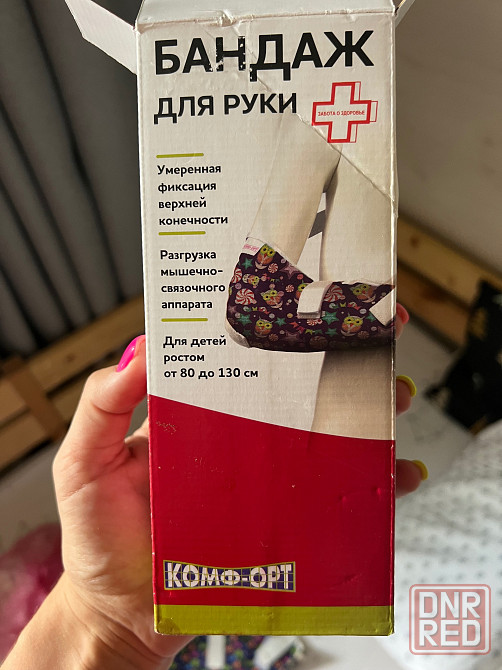 БАНДАЖ
ДЛЯ РУКИ
ЗАБОТА О ЗДОРОВЬЕ
Умеренная
фиксация
верхней
конечности
Разгрузка
мышечно-
связочного
аппарата
Для детей
ростом
от 80 до 130 см
КОМФ-ОРТ
DNR
RED